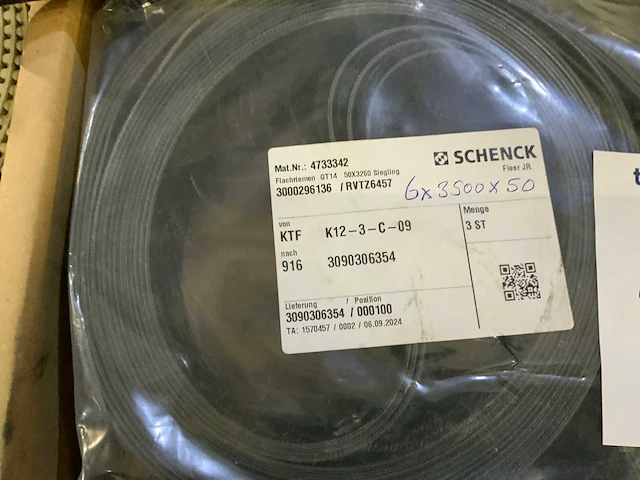 SCHENCK
Fleer JR.
Mat.Nr.: 4733342
Flachriemen GT14 50X3260 Siegling
3000296136 / RVTZ6457
6x3500x50
von
KTF K12-3-C-09
nach
916 3090306354
Menge
3 ST
Lieferung / Position
3090306354 / 000100
TA: 1570457 / 0002 / 06.09.2024